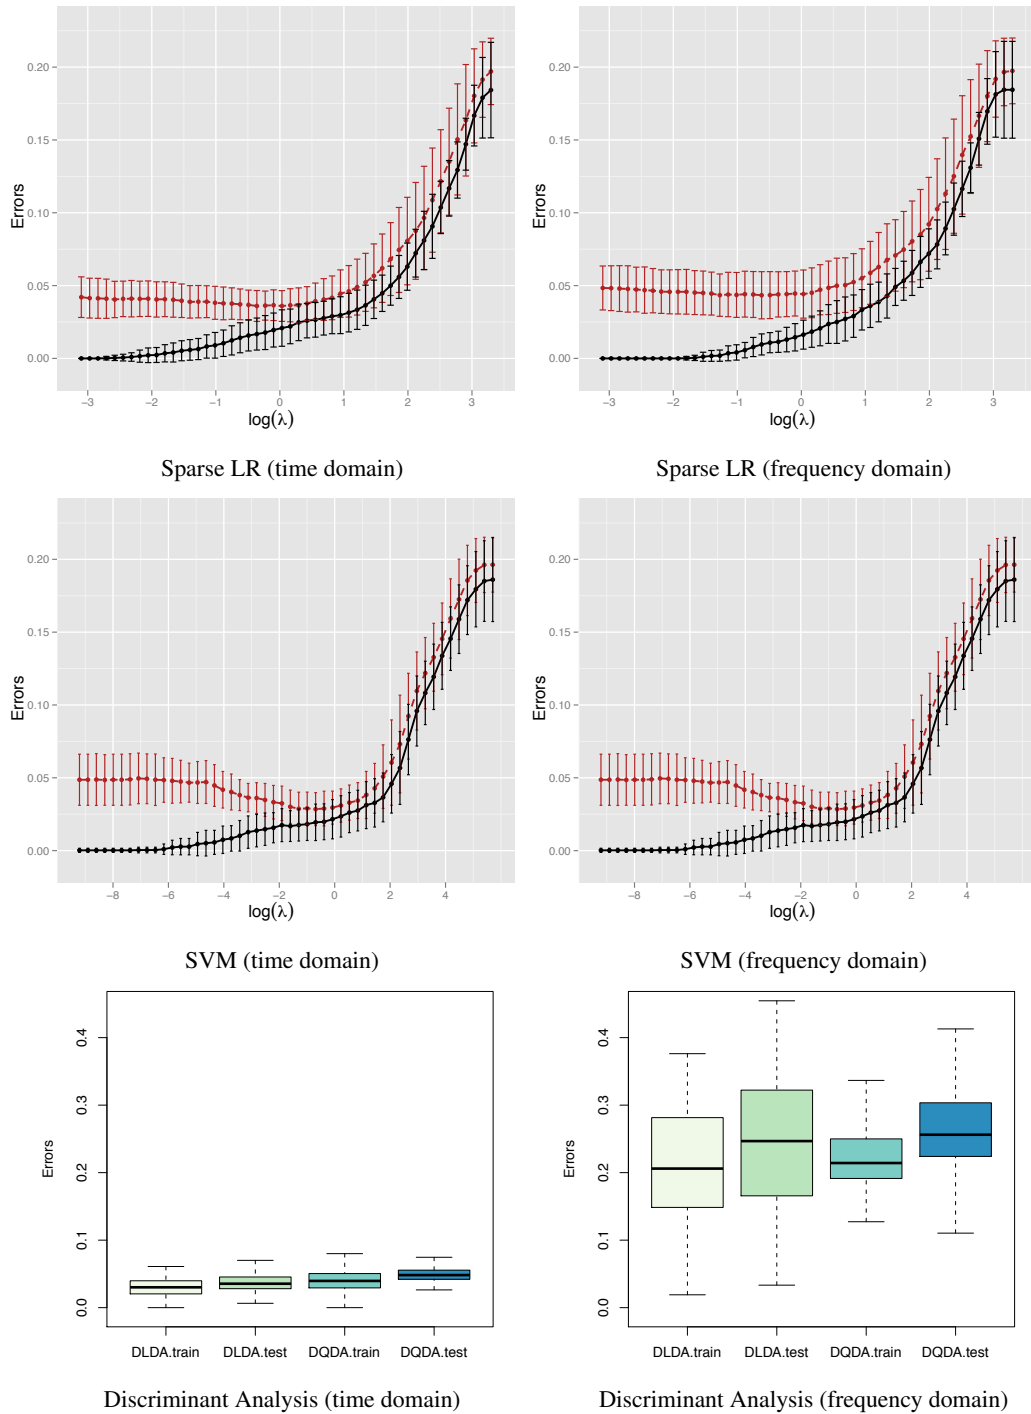 0.20
0.15
0.10
0.05
0.00
Errors
−3 −2 −1 0 1 2 3
log(λ)
Sparse LR (time domain)
0.20
0.15
0.10
0.05
0.00
Errors
−3 −2 −1 0 1 2 3
log(λ)
Sparse LR (frequency domain)
0.20
0.15
0.10
0.05
0.00
Errors
−8 −6 −4 −2 0 2 4
log(λ)
SVM (time domain)
0.20
0.15
0.10
0.05
0.00
Errors
−8 −6 −4 −2 0 2 4
log(λ)
SVM (frequency domain)
0.4
0.3
0.2
0.1
0.0
Errors
DLDA.train DLDA.test DQDA.train DQDA.test
Discriminant Analysis (time domain)
0.4
0.3
0.2
0.1
0.0
Errors
DLDA.train DLDA.test DQDA.train DQDA.test
Discriminant Analysis (frequency domain)